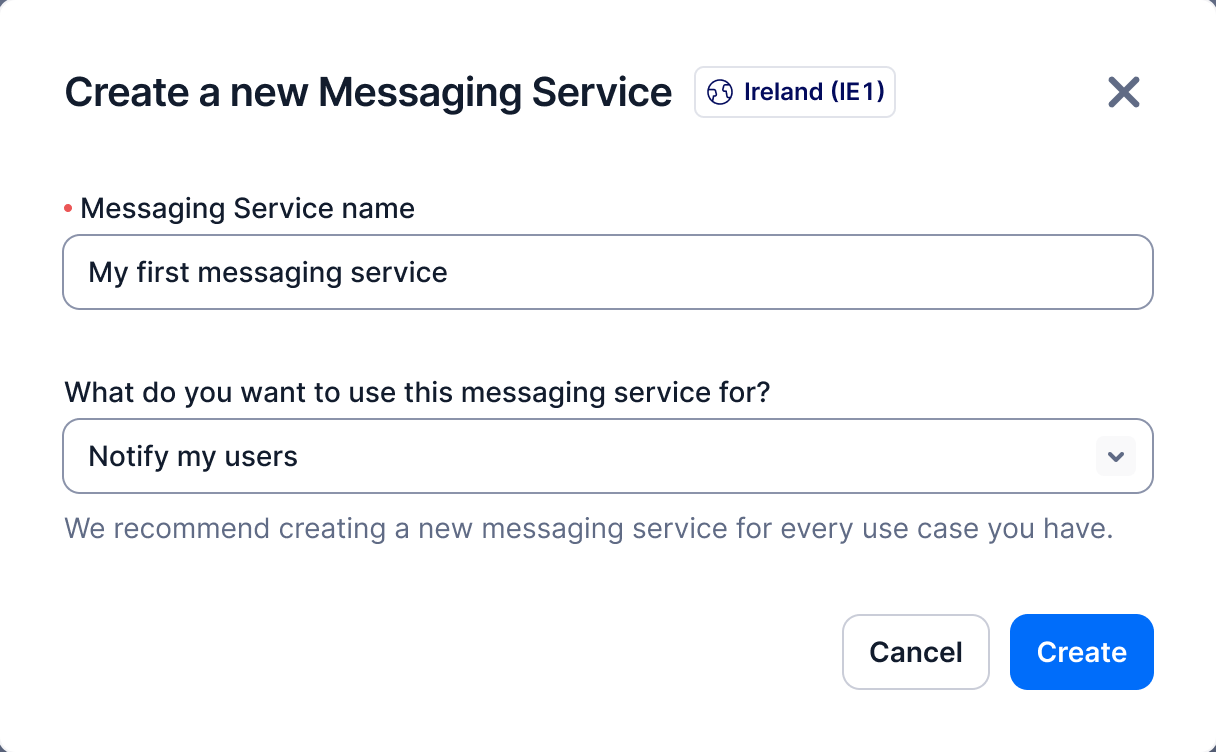 Create a new Messaging Service Ireland (IE1)
Messaging Service name
My first messaging service
What do you want to use this messaging service for?
Notify my users
We recommend creating a new messaging service for every use case you have.
Cancel Create